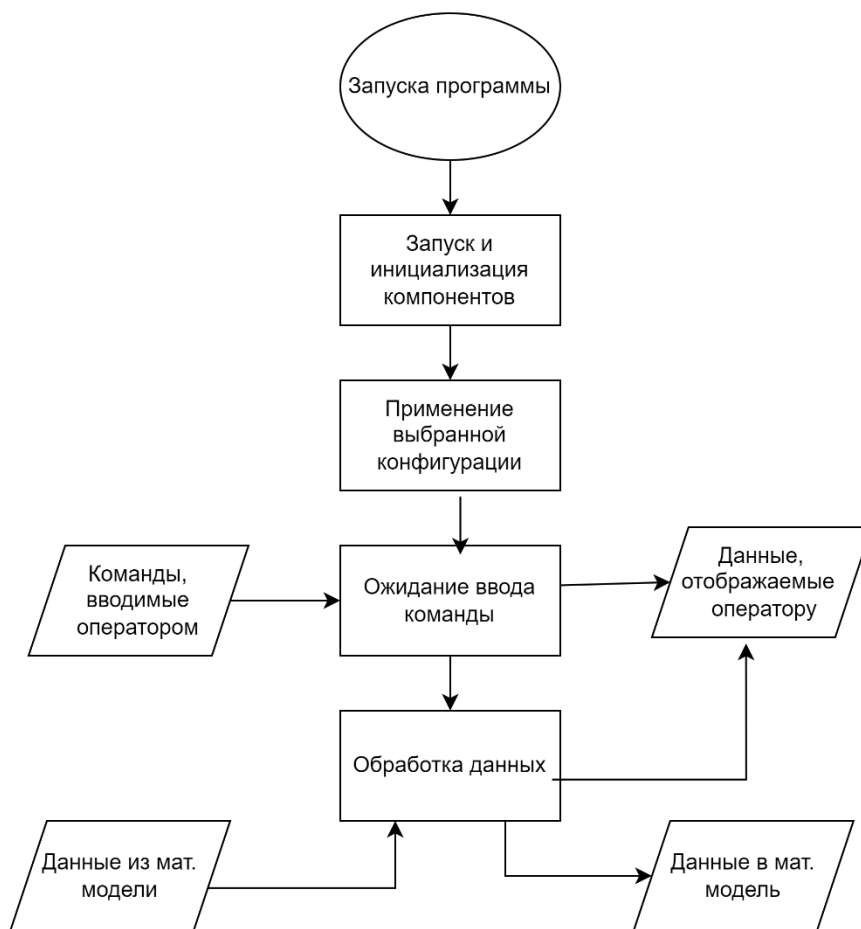 Запуска программы
Запуск и
инициализация
компонентов
Применение
выбранной
конфигурации
Команды,
вводимые
оператором
Ожидание ввода
команды
Данные,
отображаемые
оператору
Обработка данных
Данные из мат.
модели
Данные в мат.
модель